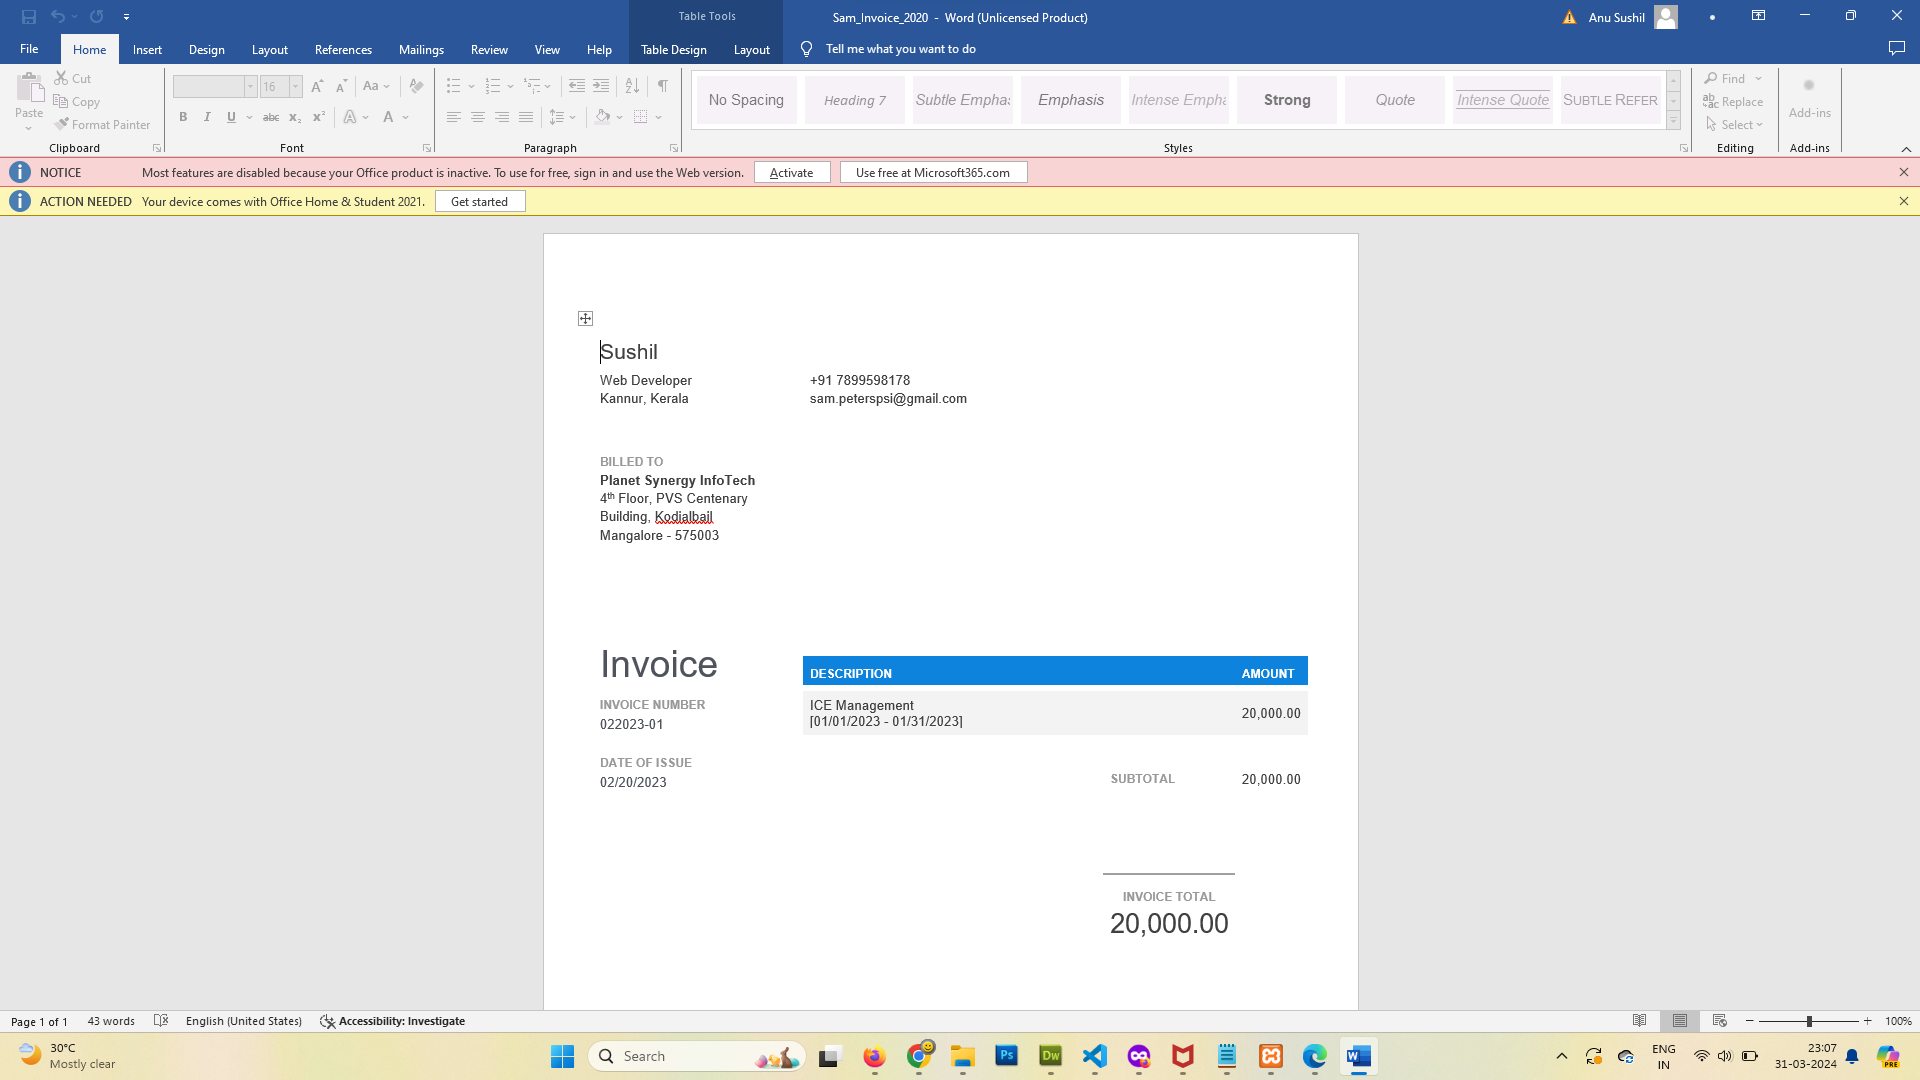 Table Tools
Sam_Invoice_2020 - Word (Unlicensed Product)
Anu Sushil
File
Home
Insert
Design
Layout
References
Mailings
Review
View
Help
Table Design
Layout
Tell me what you want to do
Paste
Cut
Copy
Format Painter
Clipboard
16
Aa
B I U abc x₂ x²
A
Font
Paragraph
No Spacing
Heading 7
Subtle Emphas
Emphasis
Intense Empha
Strong
Quote
Intense Quote
SUBTLE REFER
Styles
Find
Replace
Select
Editing
Add-ins
Add-ins
NOTICE Most features are disabled because your Office product is inactive. To use for free, sign in and use the Web version. Activate Use free at Microsoft365.com
ACTION NEEDED Your device comes with Office Home & Student 2021. Get started
Sushil
Web Developer +91 7899598178
Kannur, Kerala sam.peterspsi@gmail.com
BILLED TO
Planet Synergy InfoTech
4th Floor, PVS Centenary
Building, Kodialbail
Mangalore - 575003
Invoice
DESCRIPTION AMOUNT
INVOICE NUMBER
022023-01
ICE Management
[01/01/2023 - 01/31/2023]
20,000.00
DATE OF ISSUE
02/20/2023
SUBTOTAL 20,000.00
INVOICE TOTAL
20,000.00
Page 1 of 1 43 words English (United States) Accessibility: Investigate 100%
30°C
Mostly clear
Search
Ps
Dw
W
ENG
IN
23:07
31-03-2024
PRE